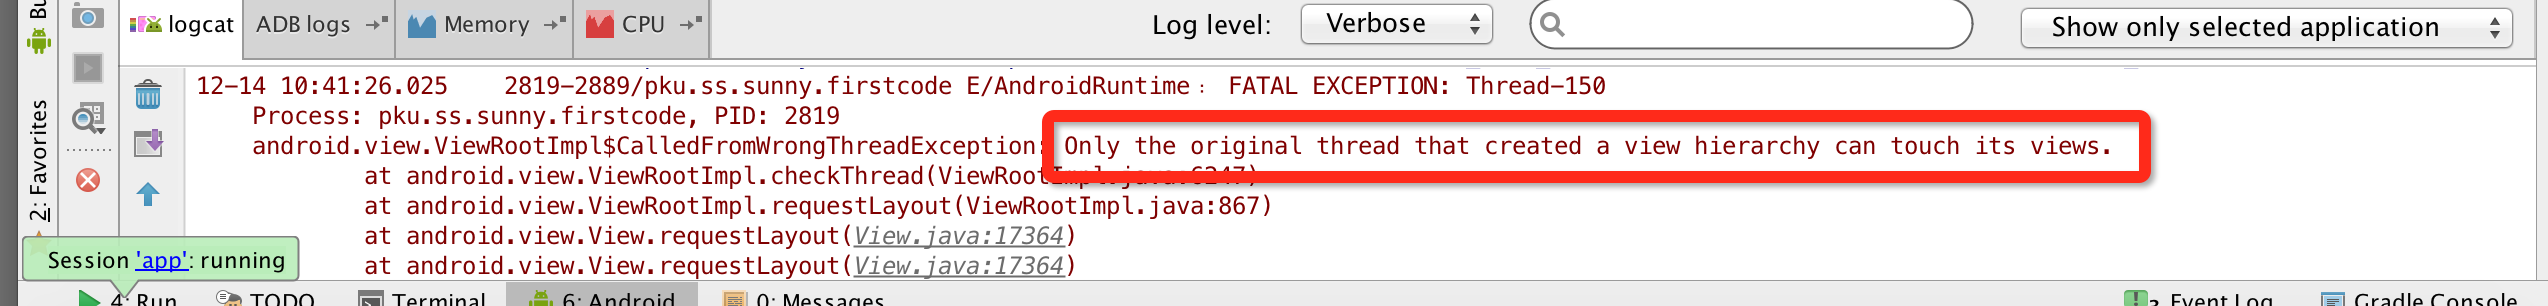 Bu
logcat
ADB logs
Memory
CPU
Log level:
Verbose
Show only selected application
2: Favorites
12-14 10:41:26.025 2819-2889/pku.ss.sunny.firstcode E/AndroidRuntime: FATAL EXCEPTION: Thread-150
Process: pku.ss.sunny.firstcode, PID: 2819
android.view.ViewRootImpl$CalledFromWrongThreadException: Only the original thread that created a view hierarchy can touch its views.
at android.view.ViewRootImpl.checkThread(ViewRootImpl.java:6247)
at android.view.ViewRootImpl.requestLayout(ViewRootImpl.java:867)
at android.view.View.requestLayout(View.java:17364)
at android.view.View.requestLayout(View.java:17364)
Session 'app': running
4: Run
TODO
Terminal
6: Android
0: Messages
Event Log
Gradle Console